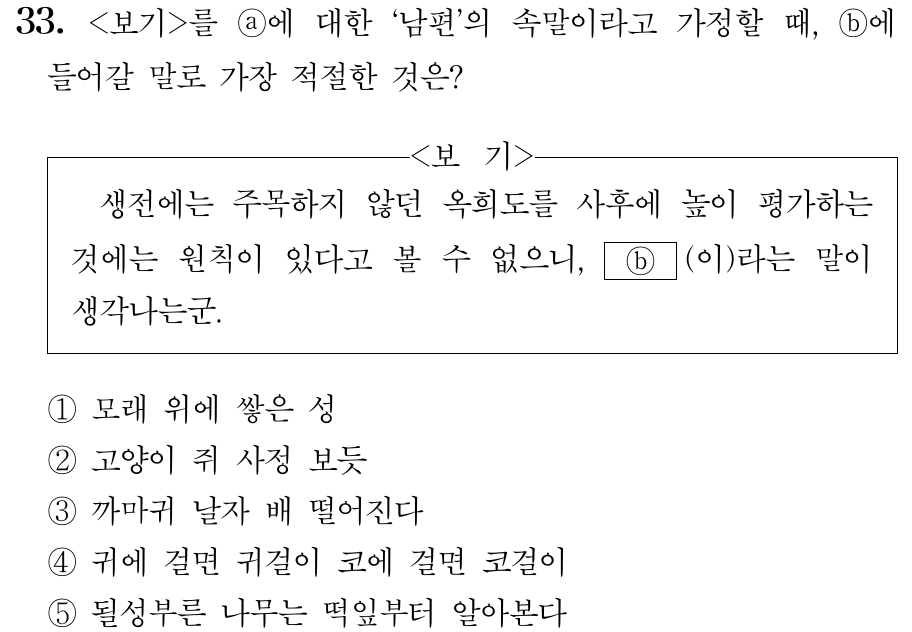 33. <보기>를 ⓐ에 대한 ‘남편’의 속말이라고 가정할 때, ⓑ에
들어갈 말로 가장 적절한 것은?
<보 기>
생전에는 주목하지 않던 옥희도를 사후에 높이 평가하는
것에는 원칙이 있다고 볼 수 없으니, ⓑ (이)라는 말이
생각나는군.
① 모래 위에 쌓은 성
② 고양이 쥐 사정 보듯
③ 까마귀 날자 배 떨어진다
④ 귀에 걸면 귀걸이 코에 걸면 코걸이
⑤ 될성부른 나무는 떡잎부터 알아본다